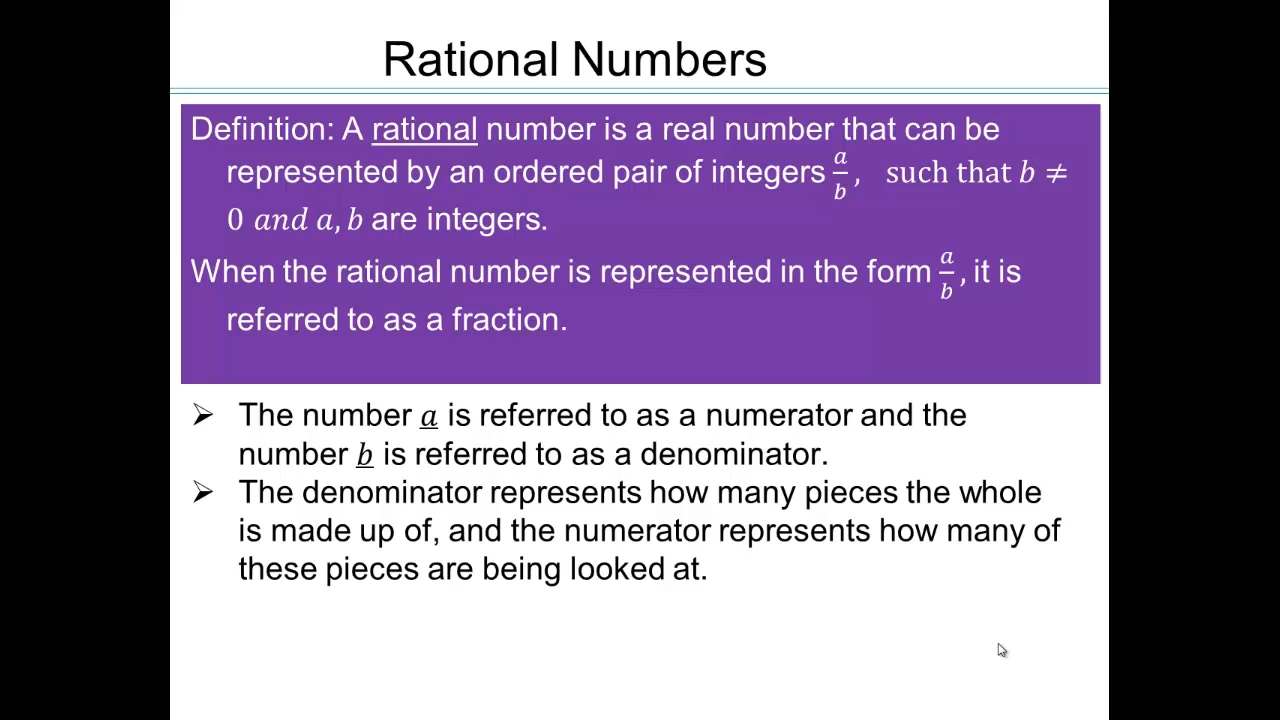 Rational Numbers
Definition: A rational number is a real number that can be
represented by an ordered pair of integers a/b, such that b ≠
0 and a, b are integers.
When the rational number is represented in the form a/b, it is
referred to as a fraction.
➢ The number a is referred to as a numerator and the
number b is referred to as a denominator.
➢ The denominator represents how many pieces the whole
is made up of, and the numerator represents how many of
these pieces are being looked at.